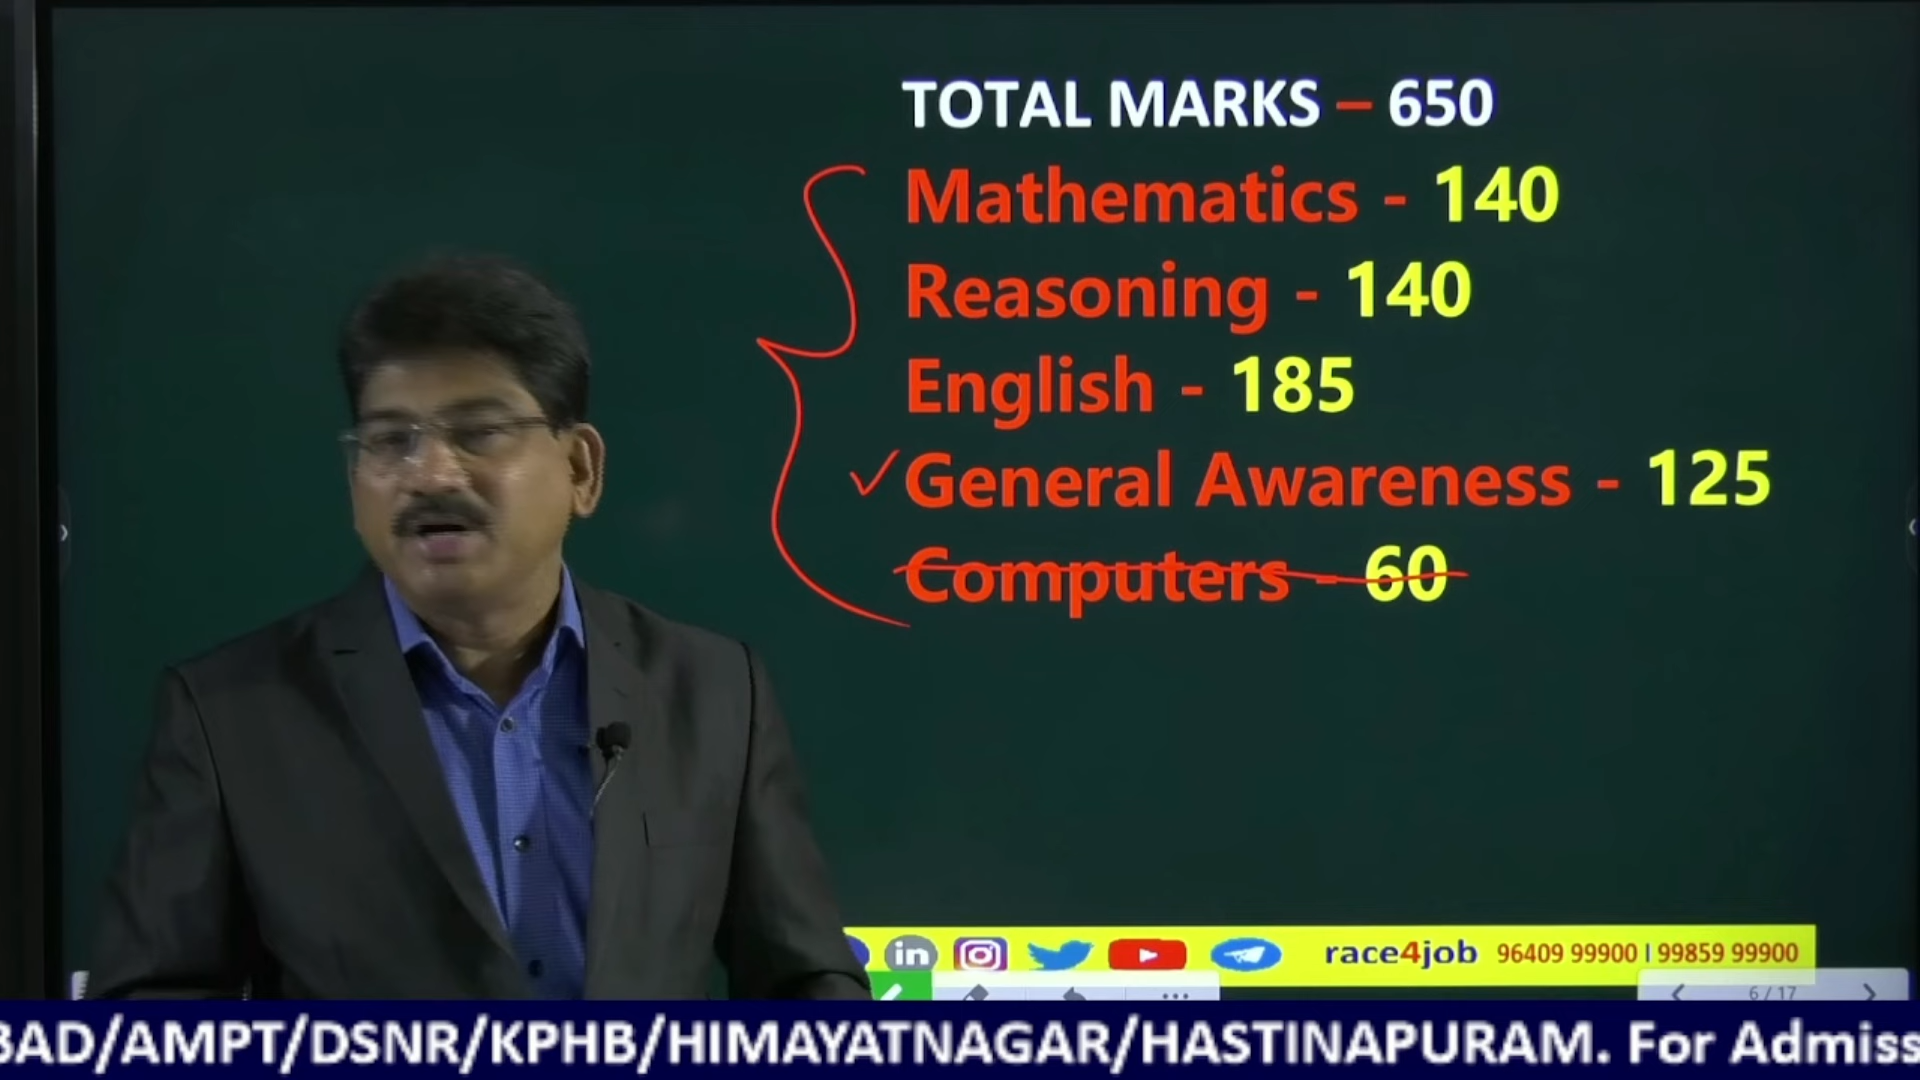 TOTAL MARKS – 650
Mathematics - 140
Reasoning - 140
English - 185
✓ General Awareness - 125
Computers - 60
in race4job 96409 99900 | 99859 99900
6 / 17
BAD/AMPT/DSNR/KPHB/HIMAYATNAGAR/HASTINAPURAM. For Admiss